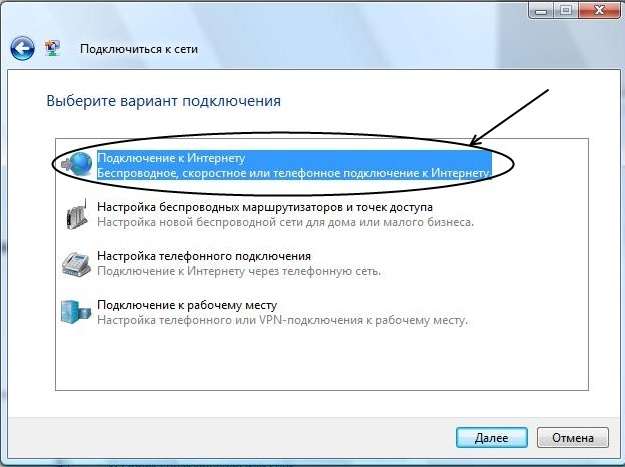 Подключиться к сети
Выберите вариант подключения
Подключение к Интернету
Беспроводное, скоростное или телефонное подключение к Интернету.
Настройка беспроводных маршрутизаторов и точек доступа
Настройка новой беспроводной сети для дома или малого бизнеса.
Настройка телефонного подключения
Подключение к Интернету через телефонную сеть.
Подключение к рабочему месту
Настройка телефонного или VPN-подключения к рабочему месту.
Далее
Отмена